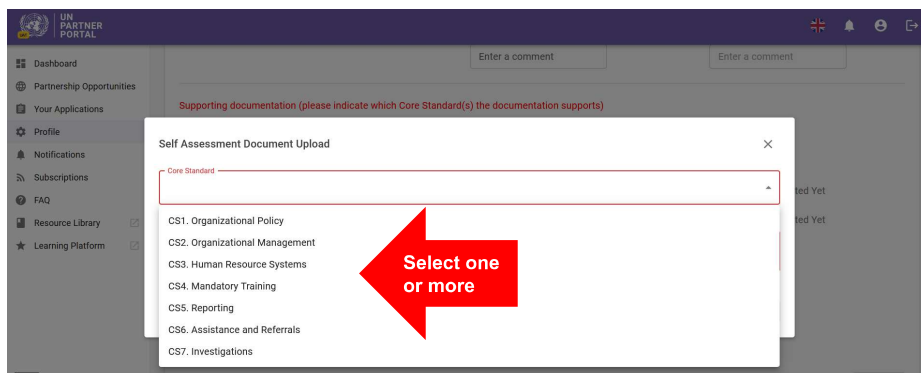 UN
PARTNER
PORTAL
Dashboard
Partnership Opportunities
Your Applications
Profile
Notifications
Subscriptions
FAQ
Resource Library
Learning Platform
Enter a comment
Enter a comment
Supporting documentation (please indicate which Core Standard(s) the documentation supports)
Self Assessment Document Upload
Core Standard
ted Yet
ted Yet
CS1. Organizational Policy
CS2. Organizational Management
CS3. Human Resource Systems
CS4. Mandatory Training
CS5. Reporting
CS6. Assistance and Referrals
CS7. Investigations
Select one
or more